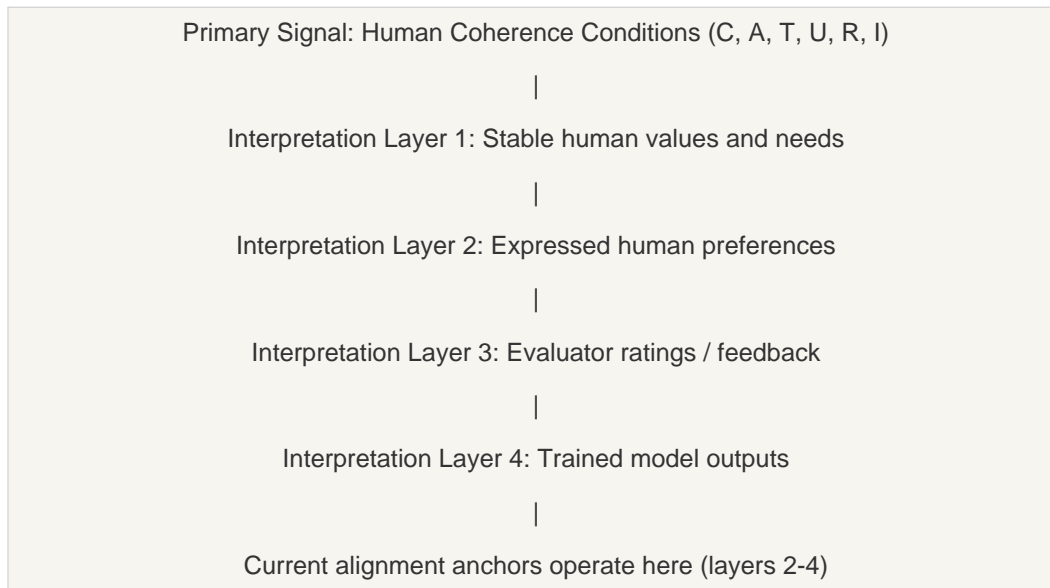 Primary Signal: Human Coherence Conditions (C, A, T, U, R, I)
|
Interpretation Layer 1: Stable human values and needs
|
Interpretation Layer 2: Expressed human preferences
|
Interpretation Layer 3: Evaluator ratings / feedback
|
Interpretation Layer 4: Trained model outputs
|
Current alignment anchors operate here (layers 2-4)